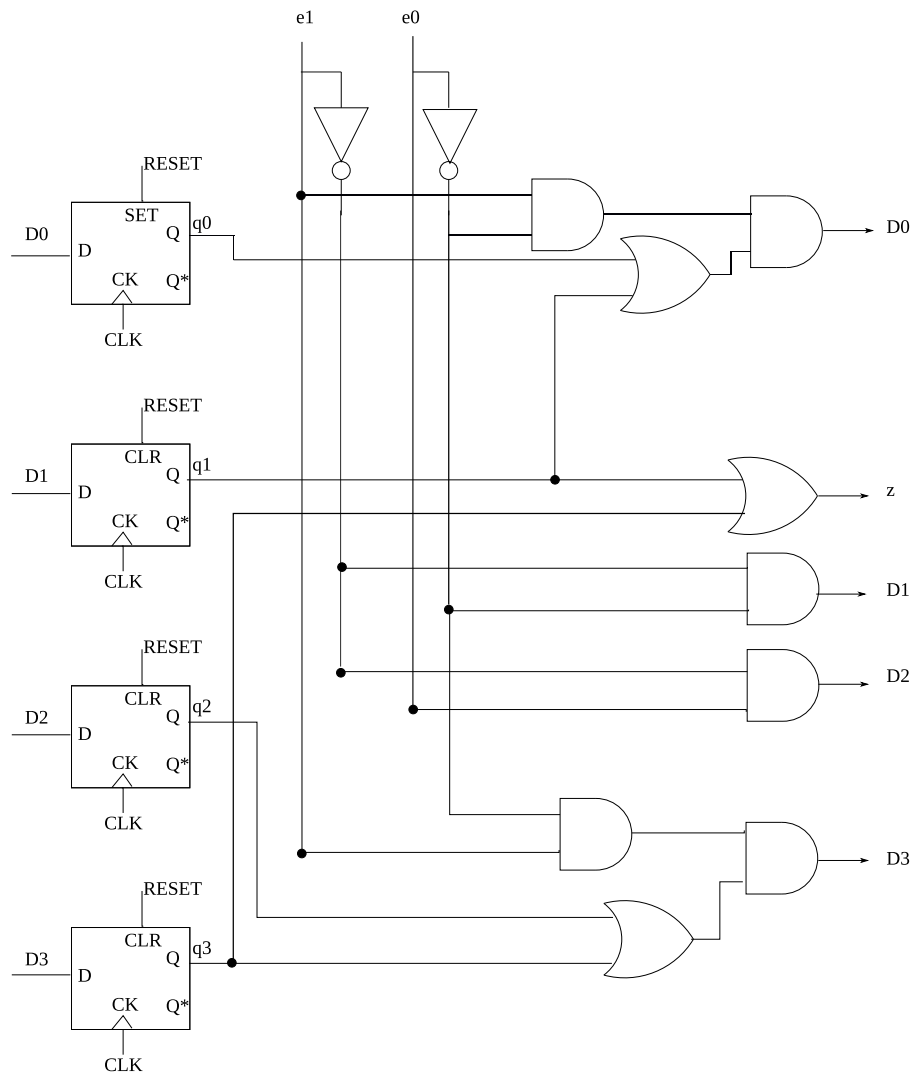 e1 e0
RESET
SET
D0 D Q q0 D0
CK Q*
CLK
RESET
CLR
D1 D Q q1 z
CK Q*
CLK D1
RESET
CLR D2
D2 D Q q2
CK Q*
CLK
D3
RESET
CLR
D3 D Q q3
CK Q*
CLK